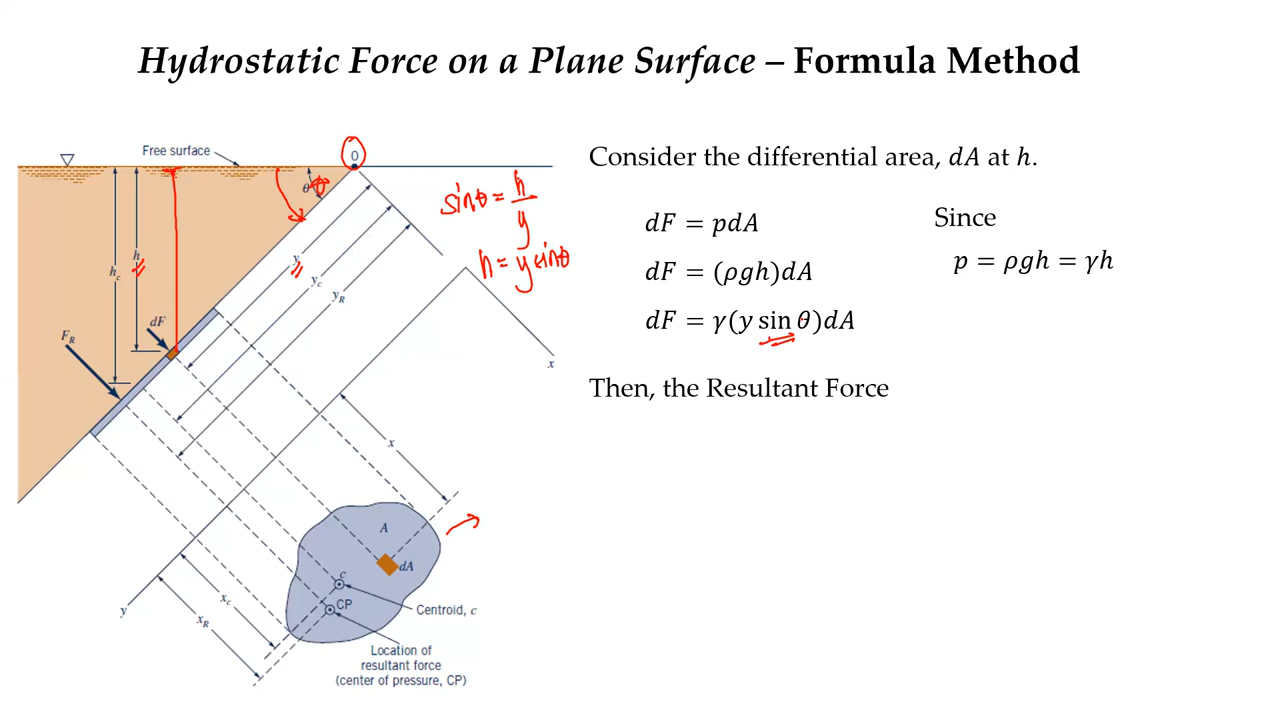 Hydrostatic Force on a Plane Surface – Formula Method
Free surface
0
θ
θ
h
h_c
y
y_c
y_R
dF
F_R
x
x
sinθ = h/y
h = y sinθ
A
dA
c
CP
Centroid, c
y
x_c
x_R
Location of
resultant force
(center of pressure, CP)
Consider the differential area, dA at h.
dF = pdA
dF = (ρgh)dA
dF = γ(y sin θ)dA
Since
p = ρgh = γh
Then, the Resultant Force